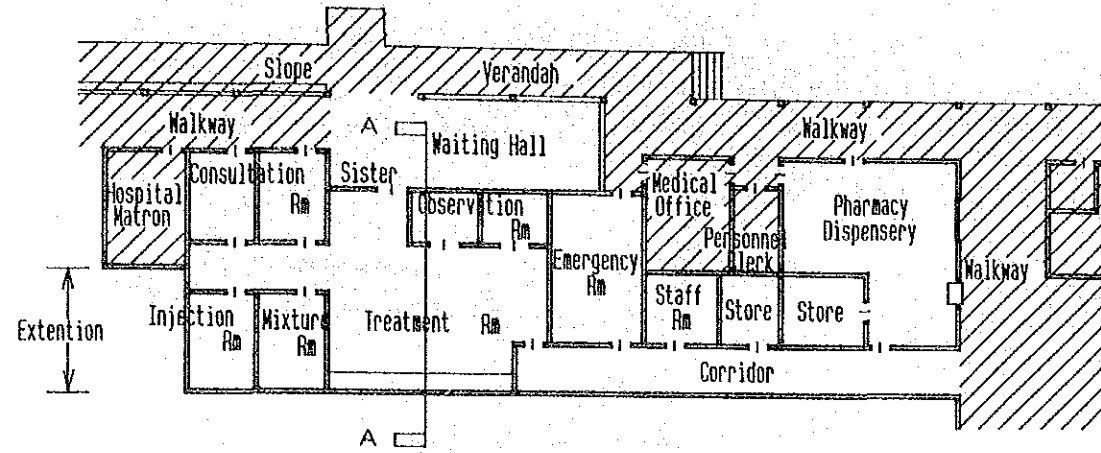 Slope
Verandah
Walkway
A
Waiting Hall
Walkway
Hospital
Matron
Consultation
Rm
Sister
Observation
Rm
Medical
Office
Personnel
Clerk
Pharmacy
Dispensery
Walkway
Emergency
Rm
Extention
Injection
Rm
Mixture
Rm
Treatment Rm
Staff
Rm
Store
Store
Corridor
A